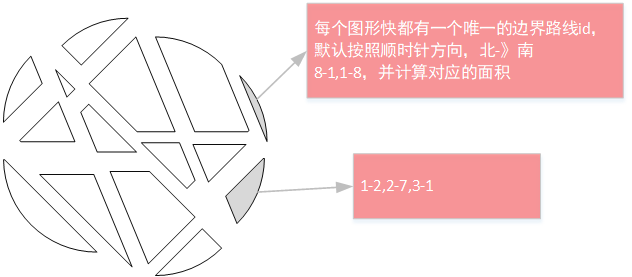 每个图形快都有一个唯一的边界路线id，
默认按照顺时针方向，北-》南
8-1,1-8，并计算对应的面积
1-2,2-7,3-1